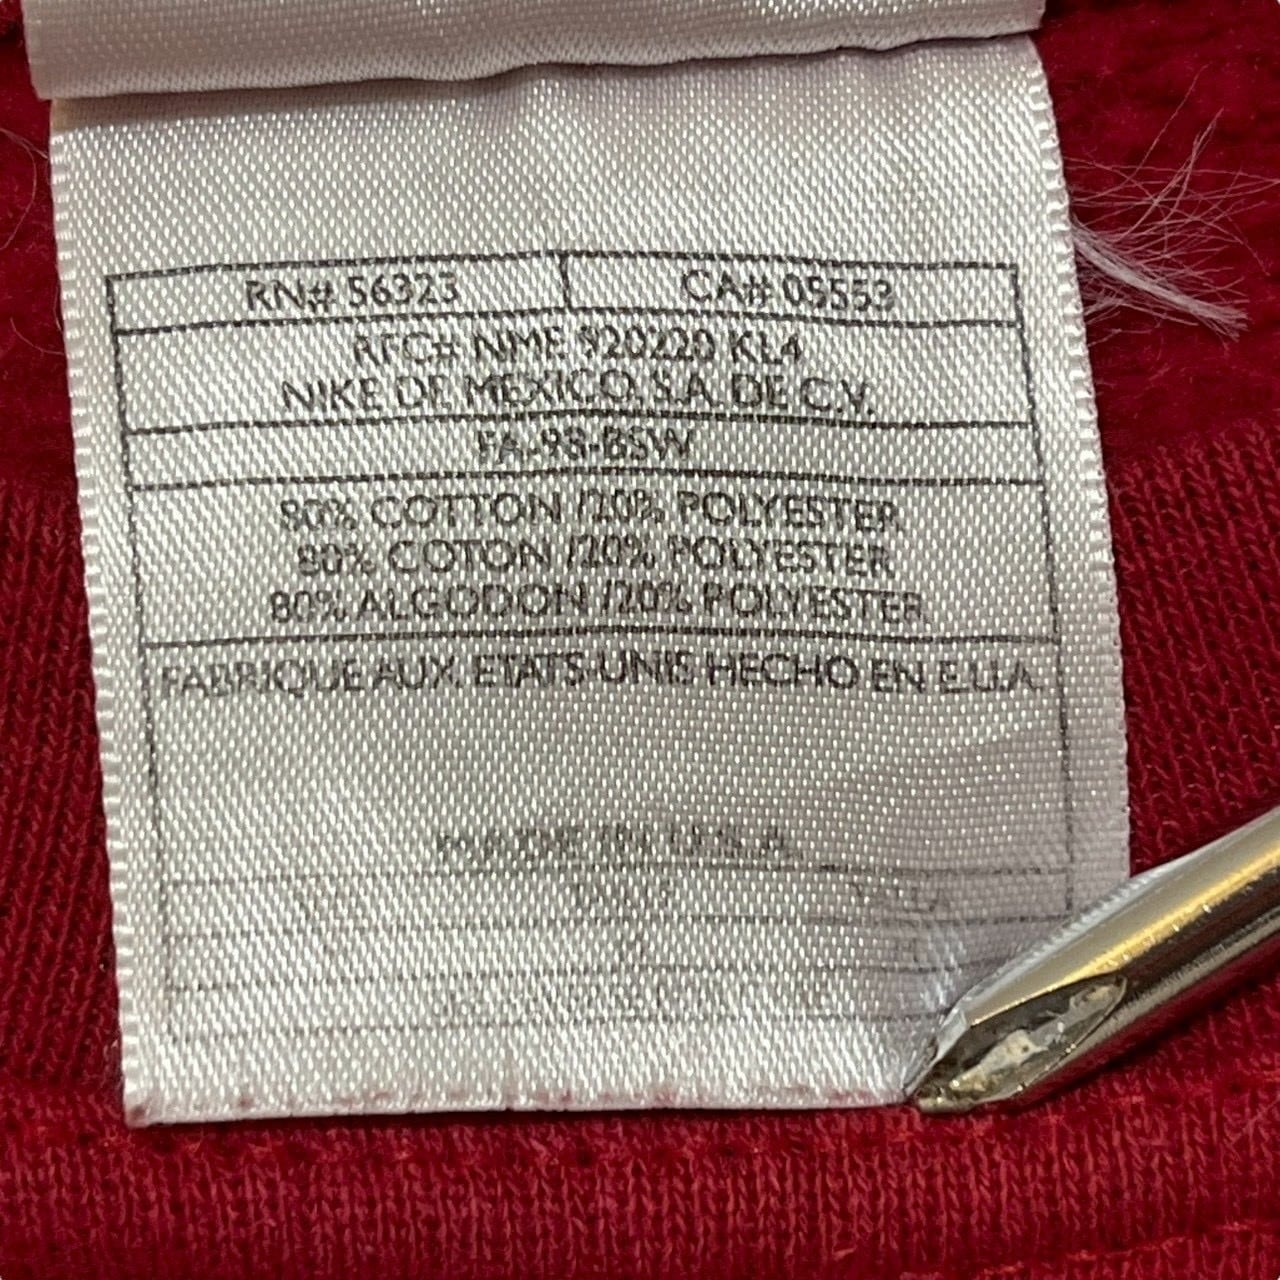 RN# 56323 CA# 05553
RFC# NME 920220 KL4
NIKE DE MEXICO, S.A. DE C.V.
FA-98-BSW
80% COTTON /20% POLYESTER
80% COTON /20% POLYESTER
80% ALGODON /20% POLYESTER
FABRIQUE AUX ETATS-UNIS HECHO EN E.U.A.
MADE IN U.S.A.